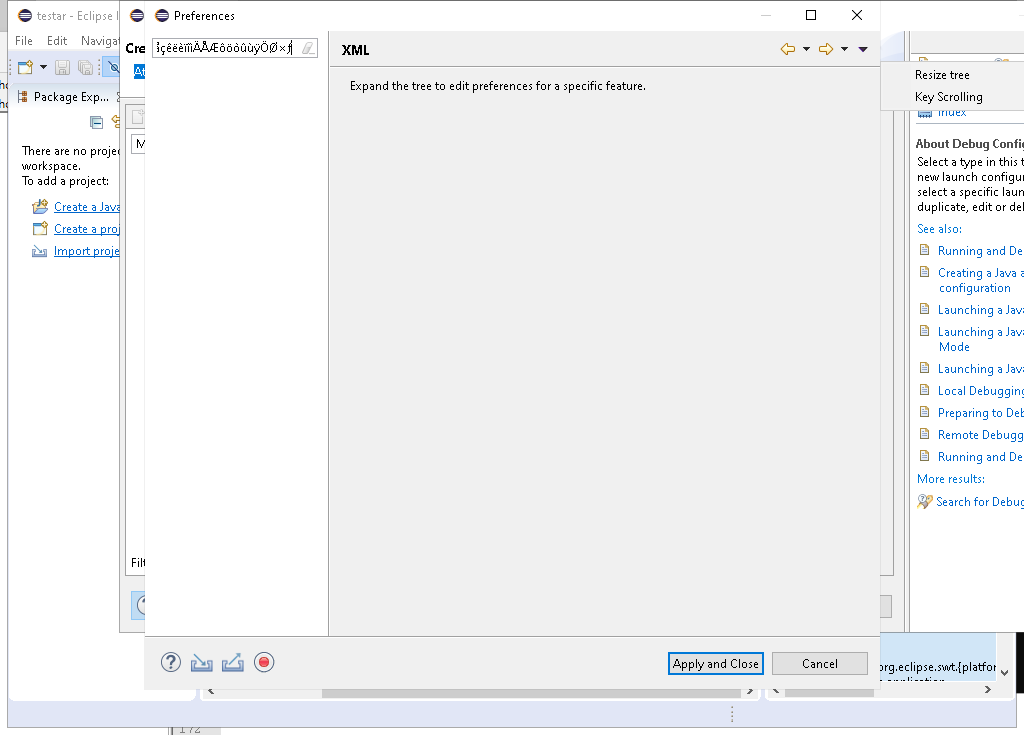 testar - Eclipse I
Preferences
File Edit Navigat
Cre
XML
Resize tree
Key Scrolling
Index
Package Exp...
Expand the tree to edit preferences for a specific feature.
There are no projec
workspace.
To add a project:
Create a Java
Create a proj
Import proje
M
Filt
About Debug Config
Select a type in this t
new launch configur
select a specific laun
duplicate, edit or del
See also:
Running and De
Creating a Java a
configuration
Launching a Java
Launching a Java
Mode
Launching a Java
Local Debugging
Preparing to Deb
Remote Debugg
Running and De
More results:
Search for Debug
Apply and Close
Cancel
org.eclipse.swt.{platfor
application
172